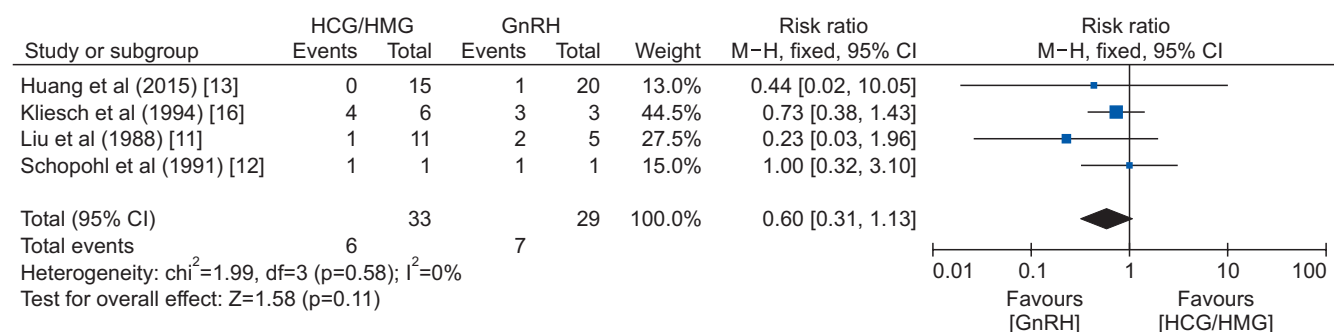 HCG/HMG GnRH Risk ratio Risk ratio
Study or subgroup Events Total Events Total Weight M−H, fixed, 95% CI M−H, fixed, 95% CI
Huang et al (2015) [13] 0 15 1 20 13.0% 0.44 [0.02, 10.05]
Kliesch et al (1994) [16] 4 6 3 3 44.5% 0.73 [0.38, 1.43]
Liu et al (1988) [11] 1 11 2 5 27.5% 0.23 [0.03, 1.96]
Schopohl et al (1991) [12] 1 1 1 1 15.0% 1.00 [0.32, 3.10]
Total (95% CI) 33 29 100.0% 0.60 [0.31, 1.13]
Total events 6 7
Heterogeneity: chi²=1.99, df=3 (p=0.58); I²=0%
Test for overall effect: Z=1.58 (p=0.11)
0.01 0.1 1 10 100
Favours Favours
[GnRH] [HCG/HMG]